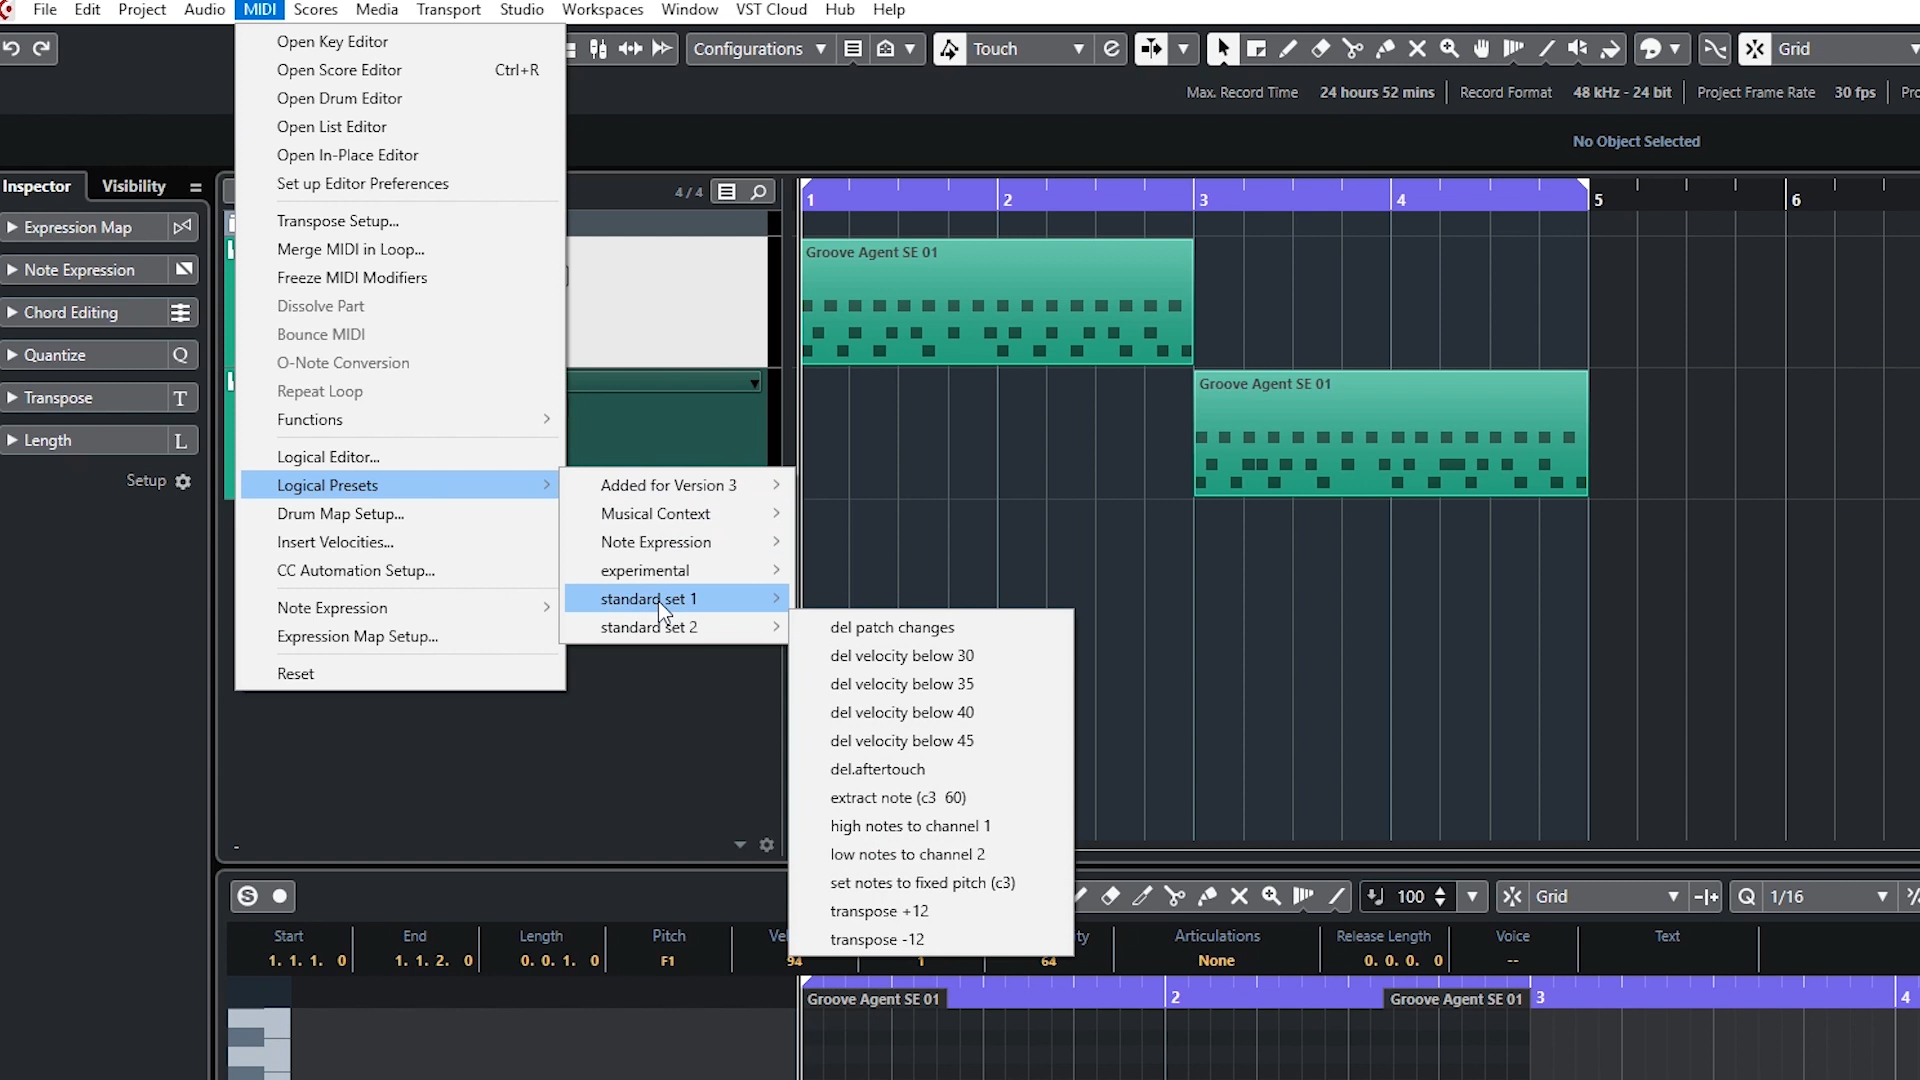 File Edit Project Audio MIDI Scores Media Transport Studio Workspaces Window VST Cloud Hub Help
Configurations Touch Grid
Max. Record Time 24 hours 52 mins Record Format 48 kHz - 24 bit Project Frame Rate 30 fps
No Object Selected
Inspector Visibility
Expression Map
Note Expression
Chord Editing
Quantize Q
Transpose T
Length L
Setup
Open Key Editor
Open Score Editor Ctrl+R
Open Drum Editor
Open List Editor
Open In-Place Editor
Set up Editor Preferences
Transpose Setup...
Merge MIDI in Loop...
Freeze MIDI Modifiers
Dissolve Part
Bounce MIDI
O-Note Conversion
Repeat Loop
Functions
Logical Editor...
Logical Presets
Drum Map Setup...
Insert Velocities...
CC Automation Setup...
Note Expression
Expression Map Setup...
Reset
Added for Version 3
Musical Context
Note Expression
experimental
standard set 1
standard set 2
del patch changes
del velocity below 30
del velocity below 35
del velocity below 40
del velocity below 45
del.aftertouch
extract note (c3 60)
high notes to channel 1
low notes to channel 2
set notes to fixed pitch (c3)
transpose +12
transpose -12
4/4
1 2 3 4 5 6
Groove Agent SE 01
Groove Agent SE 01
-
S 100 Grid Q 1/16
Start End Length Pitch Articulations Release Length Voice Text
1. 1. 1. 0 1. 1. 2. 0 0. 0. 1. 0 F1 94 1 64 None 0. 0. 0. 0 --
Groove Agent SE 01 2 Groove Agent SE 01 3 4